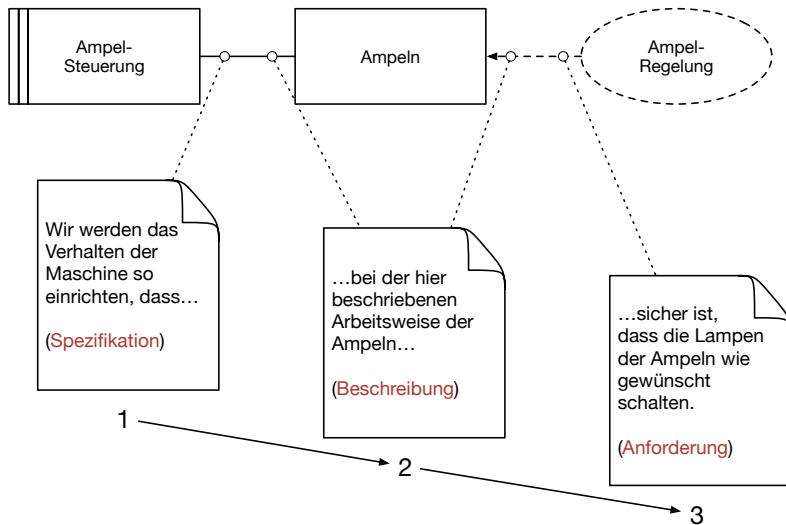 Ampel-
Steuerung
Ampeln
Ampel-
Regelung
Wir werden das
Verhalten der
Maschine so
einrichten, dass…
(Spezifikation)
…bei der hier
beschriebenen
Arbeitsweise der
Ampeln…
(Beschreibung)
…sicher ist,
dass die Lampen
der Ampeln wie
gewünscht
schalten.
(Anforderung)
1
2
3